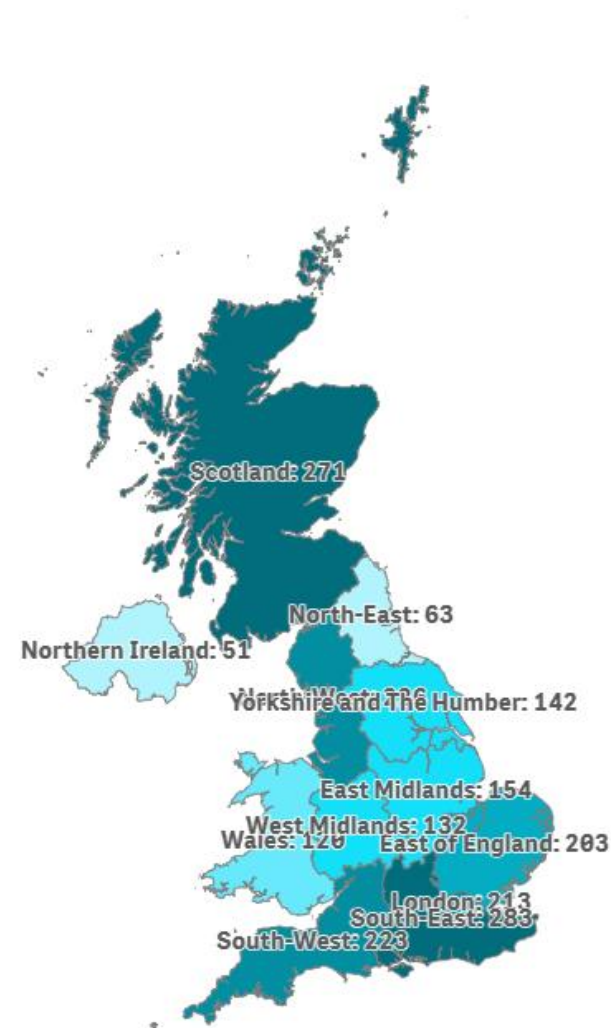 Scotland: 271
North-East: 63
Northern Ireland: 51
Yorkshire and The Humber: 142
East Midlands: 154
West Midlands: 132
Wales:
East of England: 203
London: 213
South-East: 283
South-West: 223